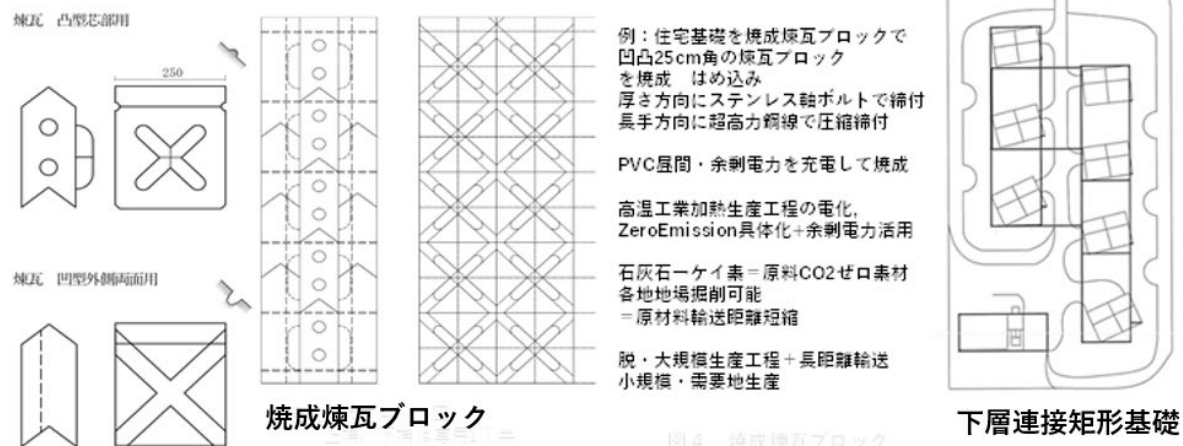 煉瓦 凸型芯部用
250
煉瓦 凹型外側両面用
焼成煉瓦ブロック
例：住宅基礎を焼成煉瓦ブロックで
凹凸25cm角の煉瓦ブロック
を焼成 はめ込み
厚さ方向にステンレス軸ボルトで締付
長手方向に超高力鋼線で圧縮締付
PVC昼間・余剰電力を充電して焼成
高温工業加熱生産工程の電化,
ZeroEmission具体化+余剰電力活用
石灰石ーケイ素＝原料CO2ゼロ素材
各地地場掘削可能
＝原材料輸送距離短縮
脱・大規模生産工程＋長距離輸送
小規模・需要地生産
図４ 焼成煉瓦ブロック
下層連接矩形基礎